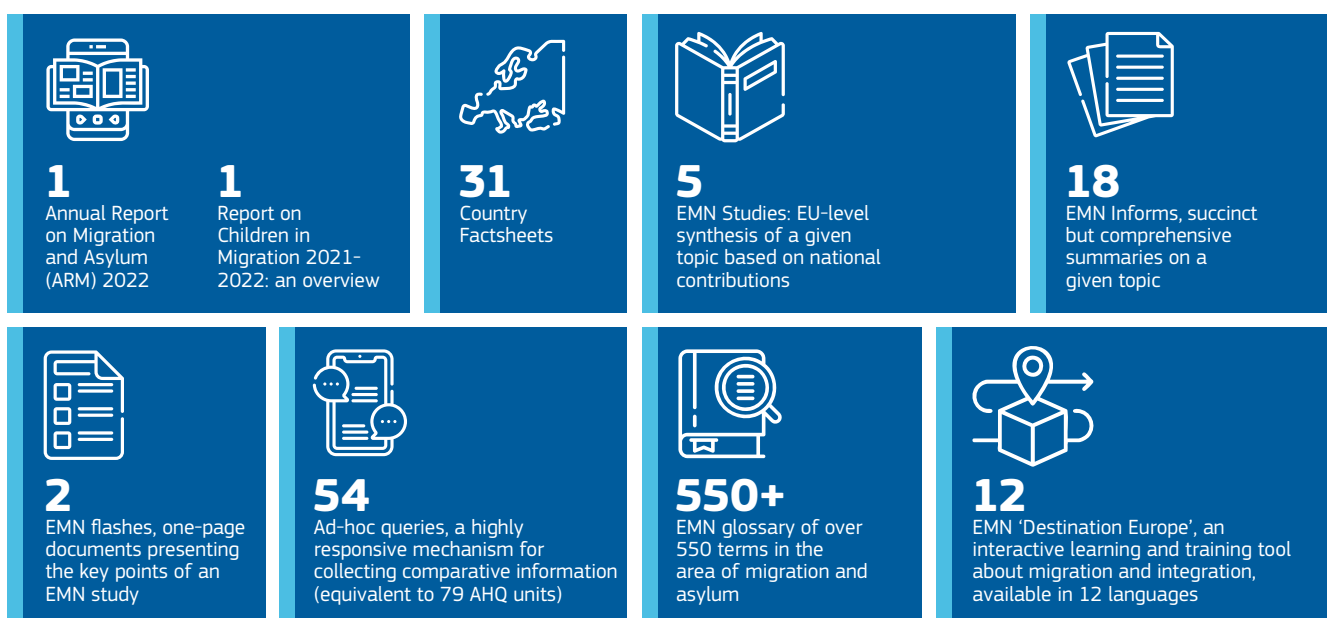 1
Annual Report
on Migration
and Asylum
(ARM) 2022
1
Report on
Children in
Migration 2021-
2022: an overview
31
Country
Factsheets
5
EMN Studies: EU-level
synthesis of a given
topic based on national
contributions
18
EMN Informs, succinct
but comprehensive
summaries on a
given topic
2
EMN flashes, one-page
documents presenting
the key points of an
EMN study
54
Ad-hoc queries, a highly
responsive mechanism for
collecting comparative information
(equivalent to 79 AHQ units)
550+
EMN glossary of over
550 terms in the
area of migration and
asylum
12
EMN ‘Destination Europe’, an
interactive learning and training tool
about migration and integration,
available in 12 languages